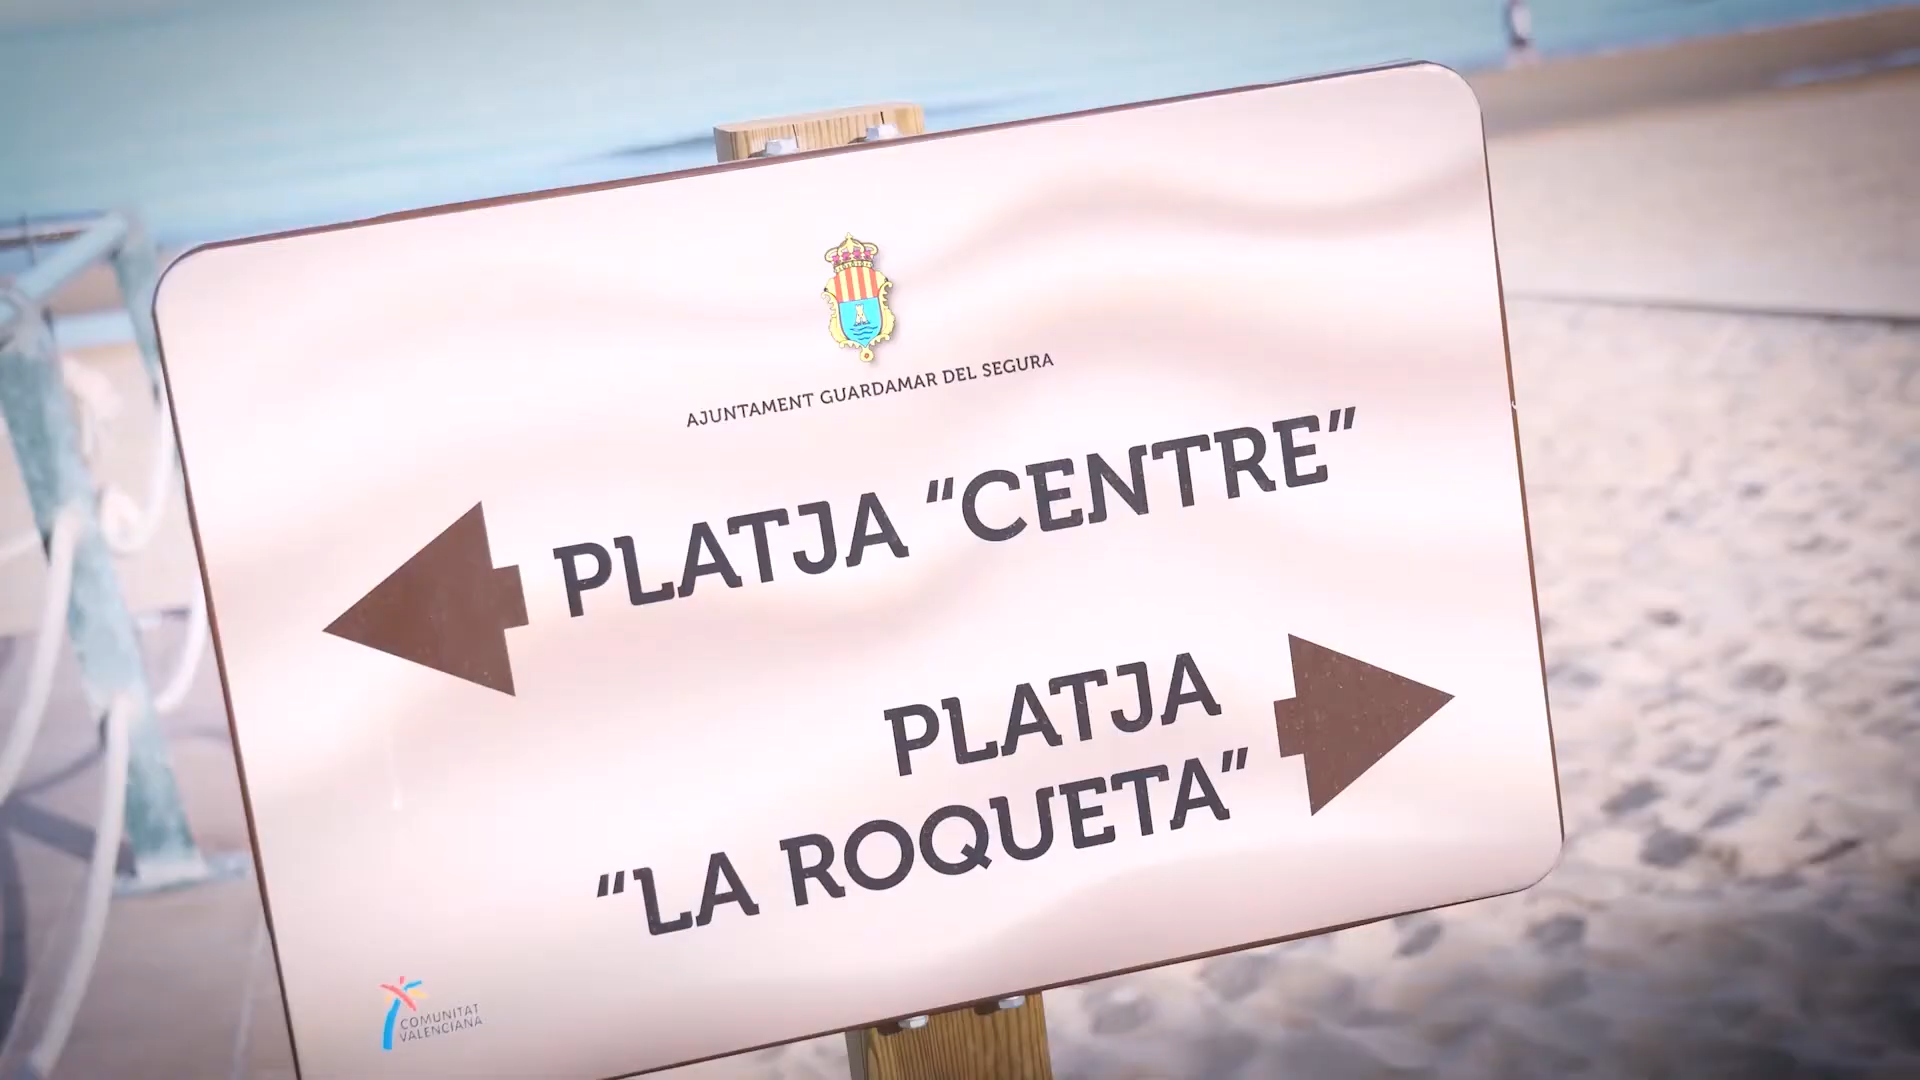 AJUNTAMENT GUARDAMAR DEL SEGURA
PLATJA "CENTRE"
PLATJA
"LA ROQUETA"
COMUNITAT
VALENCIANA